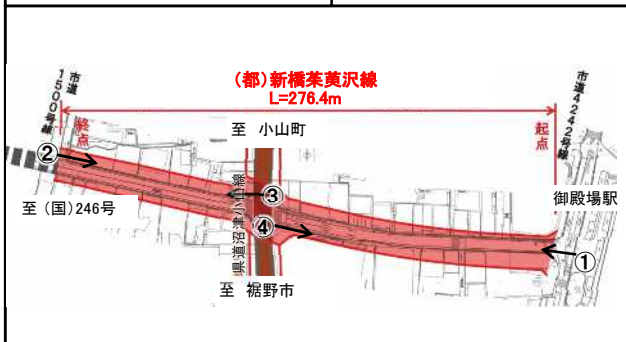 (都)新橋茱萸沢線
L=276.4m
市道1500号線
終点
至 小山町
起点
市道4242号線
②
③
至 (国)246号
県道沼津小山線
④
御殿場駅
①
至 裾野市